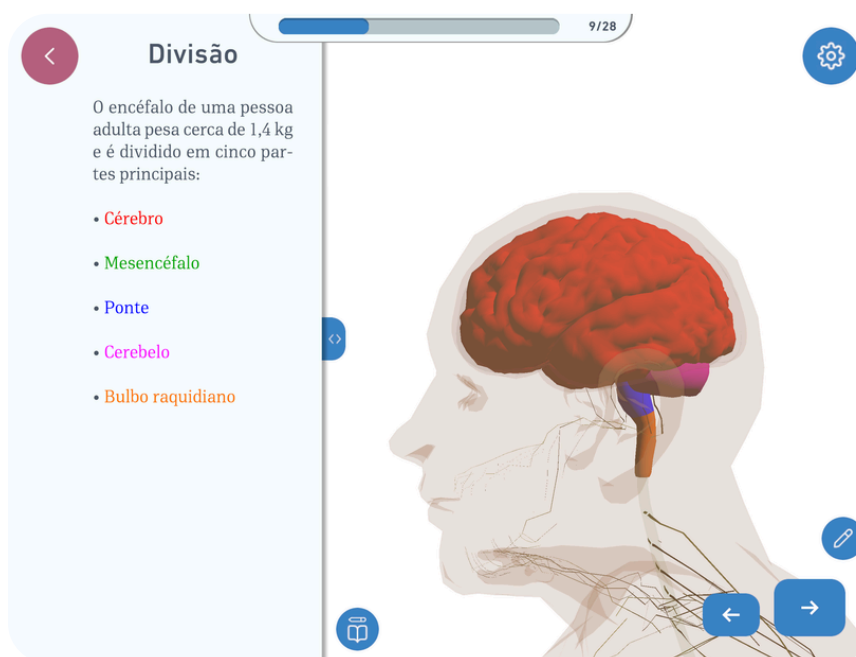 9/28
Divisão
O encéfalo de uma pessoa
adulta pesa cerca de 1,4 kg
e é dividido em cinco par-
tes principais:
• Cérebro
• Mesencéfalo
• Ponte
• Cerebelo
• Bulbo raquidiano